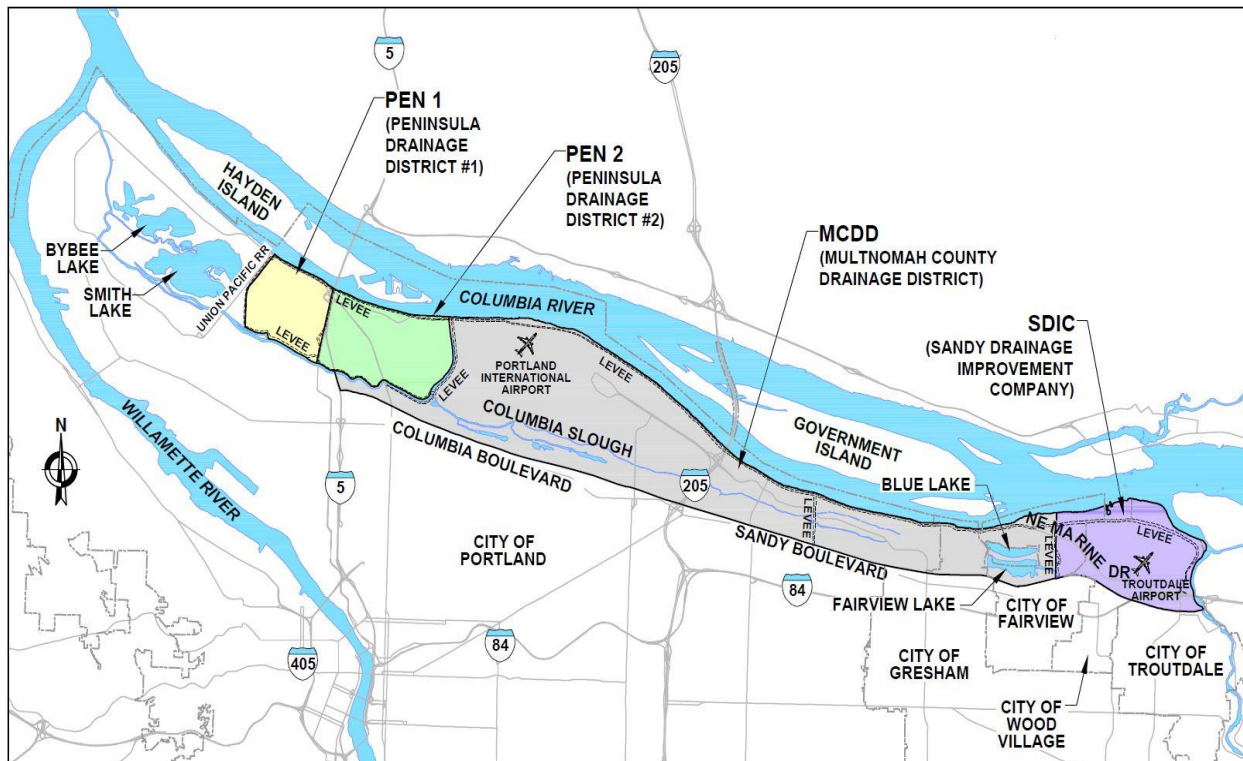 5
205
PEN 1
(PENINSULA
DRAINAGE
DISTRICT #1)
PEN 2
(PENINSULA
DRAINAGE
DISTRICT #2)
HAYDEN
ISLAND
BYBEE
LAKE
SMITH
LAKE
UNION PACIFIC RR
MCDD
(MULTNOMAH COUNTY
DRAINAGE DISTRICT)
COLUMBIA RIVER
LEVEE
LEVEE
LEVEE
LEVEE
SDIC
(SANDY DRAINAGE
IMPROVEMENT
COMPANY)
PORTLAND
INTERNATIONAL
AIRPORT
N
WILLAMETTE RIVER
COLUMBIA SLOUGH
COLUMBIA BOULEVARD
GOVERNMENT
ISLAND
BLUE LAKE
5
205
LEVEE
SANDY BOULEVARD
NE MARINE
DR
LEVEE
LEVEE
TROUTDALE
AIRPORT
CITY OF
PORTLAND
84
FAIRVIEW LAKE
CITY OF
FAIRVIEW
84
405
CITY OF
GRESHAM
CITY OF
TROUTDALE
CITY OF
WOOD
VILLAGE